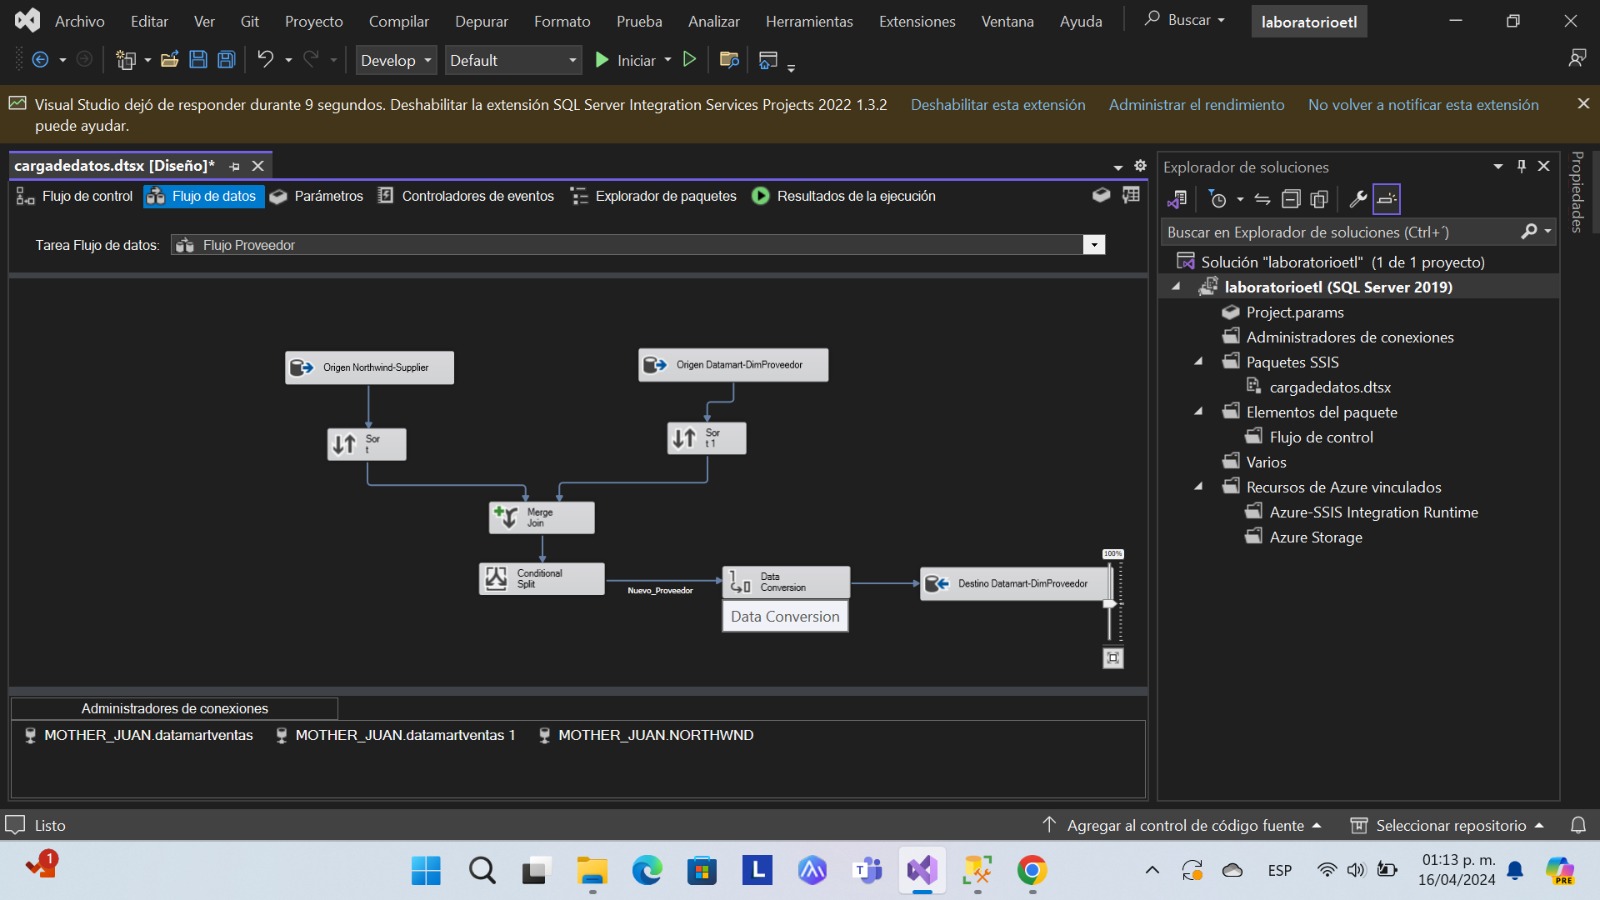 Archivo Editar Ver Git Proyecto Compilar Depurar Formato Prueba Analizar Herramientas Extensiones Ventana Ayuda Buscar laboratorioetl
Develop Default Iniciar
Visual Studio dejó de responder durante 9 segundos. Deshabilitar la extensión SQL Server Integration Services Projects 2022 1.3.2 Deshabilitar esta extensión Administrar el rendimiento No volver a notificar esta extensión
puede ayudar.
cargadedatos.dtsx [Diseño]*
Flujo de control Flujo de datos Parámetros Controladores de eventos Explorador de paquetes Resultados de la ejecución
Tarea Flujo de datos: Flujo Proveedor
Origen Northwind-Supplier
Origen Datamart-DimProveedor
Sor
t
Sor
t 1
Merge
Join
Conditional
Split
Nuevo_Proveedor
Data
Conversion
Data Conversion
Destino Datamart-DimProveedor
100%
Administradores de conexiones
MOTHER_JUAN.datamartventas MOTHER_JUAN.datamartventas 1 MOTHER_JUAN.NORTHWND
Explorador de soluciones
Buscar en Explorador de soluciones (Ctrl+´)
Solución "laboratorioetl" (1 de 1 proyecto)
laboratorioetl (SQL Server 2019)
Project.params
Administradores de conexiones
Paquetes SSIS
cargadedatos.dtsx
Elementos del paquete
Flujo de control
Varios
Recursos de Azure vinculados
Azure-SSIS Integration Runtime
Azure Storage
Propiedades
Listo Agregar al control de código fuente Seleccionar repositorio
1
L
T
ESP
01:13 p. m.
16/04/2024
PRE